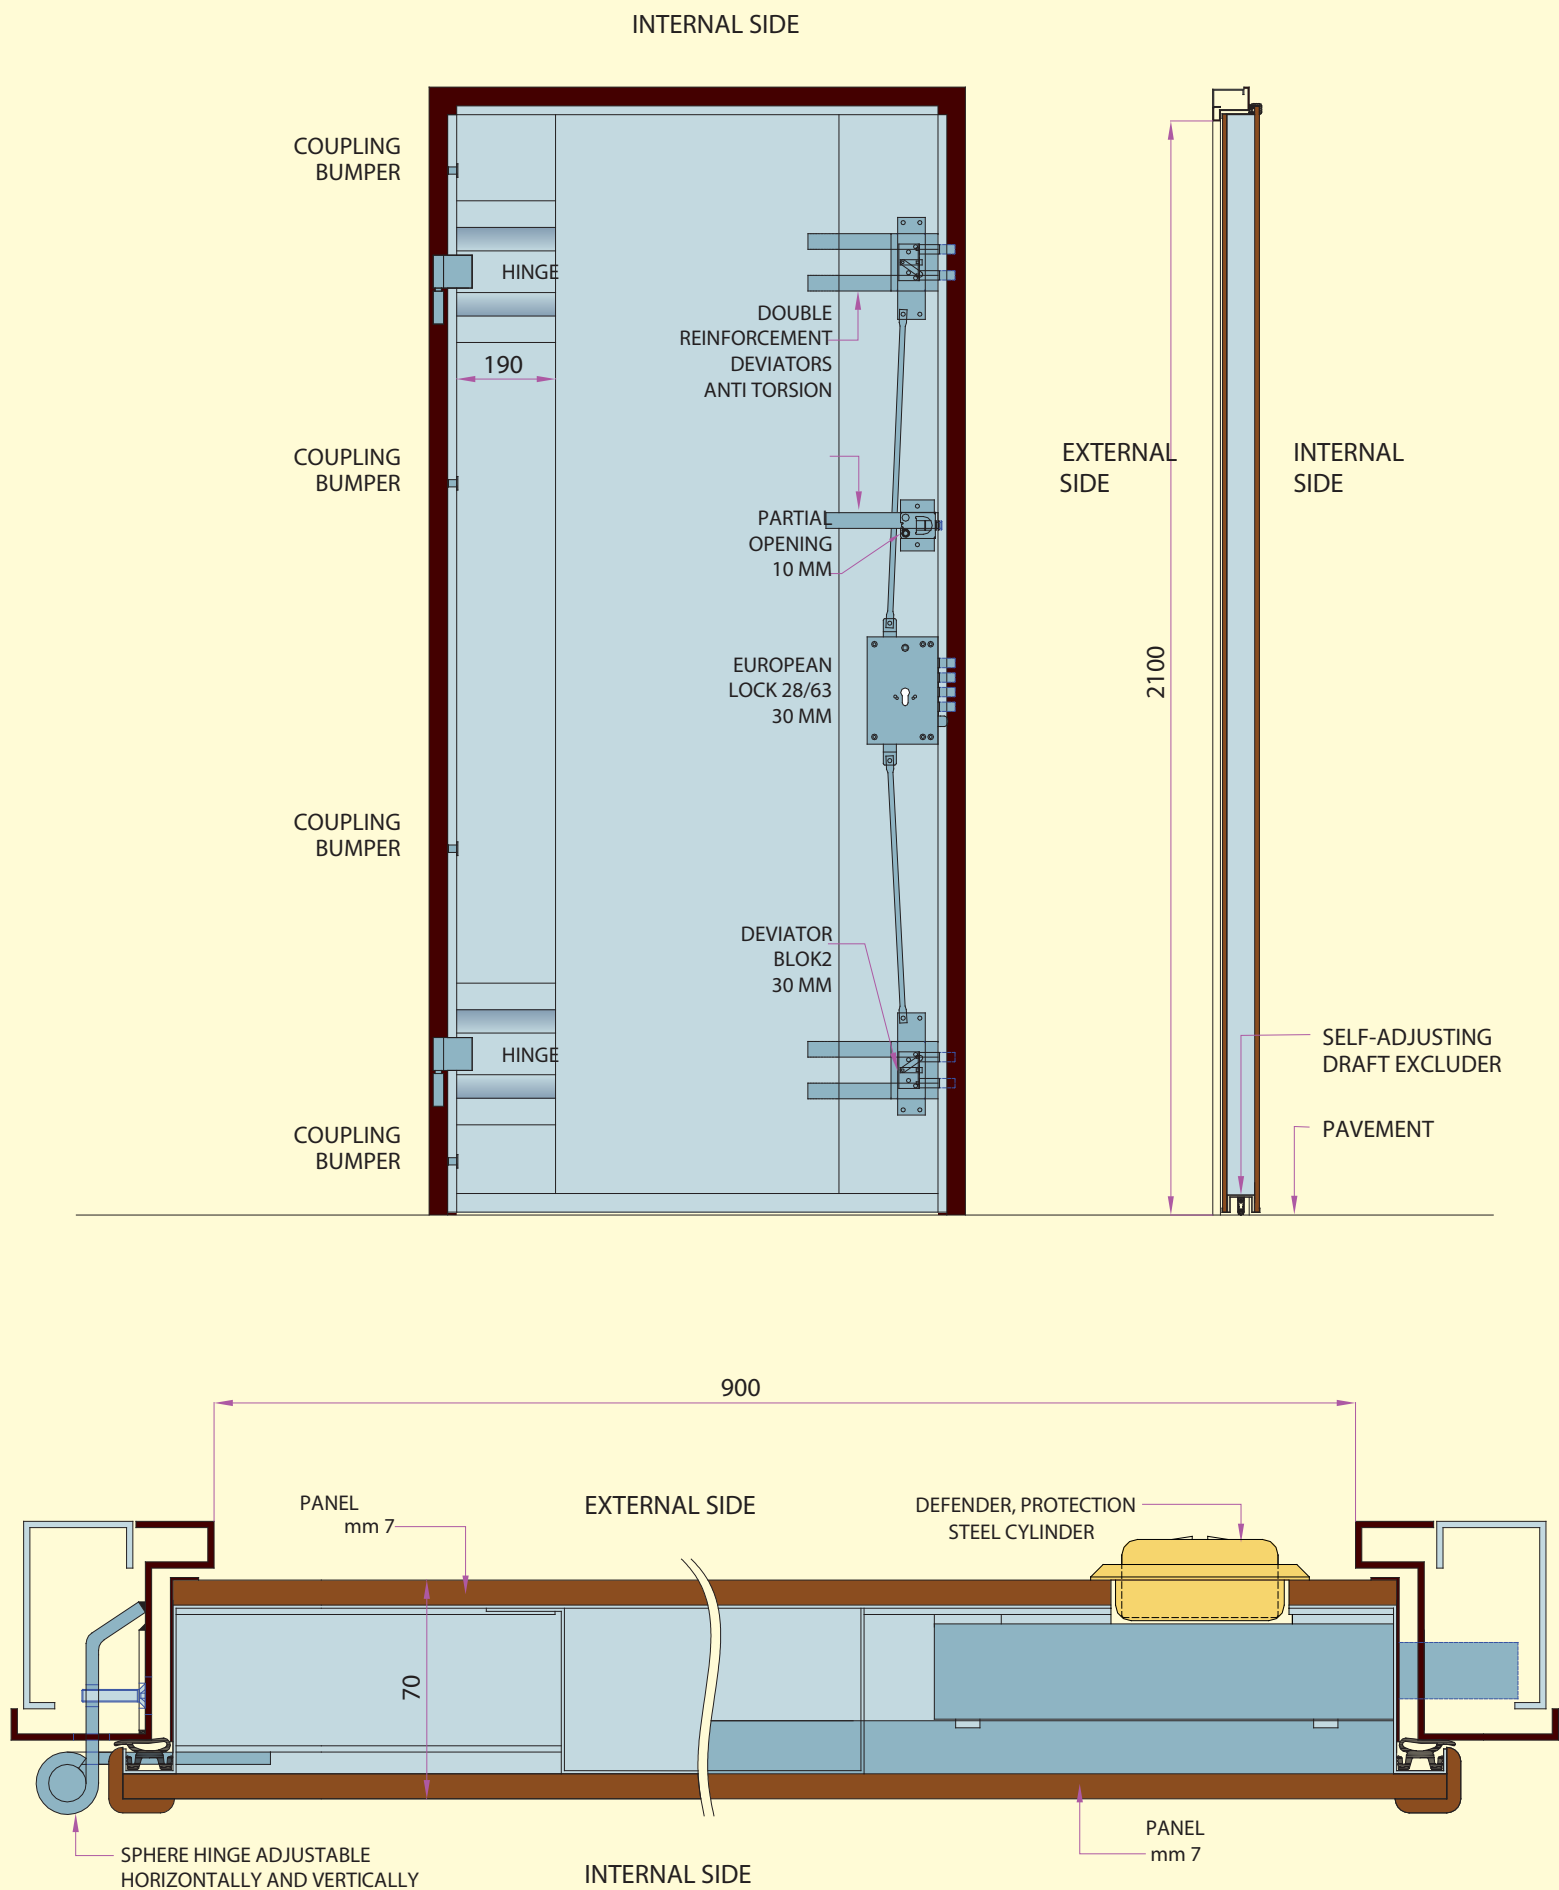 INTERNAL SIDE
COUPLING
BUMPER
HINGE
DOUBLE
REINFORCEMENT
DEVIATORS
ANTI TORSION
190
COUPLING
BUMPER
EXTERNAL
SIDE
INTERNAL
SIDE
PARTIAL
OPENING
10 MM
EUROPEAN
LOCK 28/63
30 MM
2100
COUPLING
BUMPER
DEVIATOR
BLOK2
30 MM
HINGE
SELF-ADJUSTING
DRAFT EXCLUDER
COUPLING
BUMPER
PAVEMENT
900
PANEL
mm 7
EXTERNAL SIDE
DEFENDER, PROTECTION
STEEL CYLINDER
70
PANEL
mm 7
SPHERE HINGE ADJUSTABLE
HORIZONTALLY AND VERTICALLY
INTERNAL SIDE